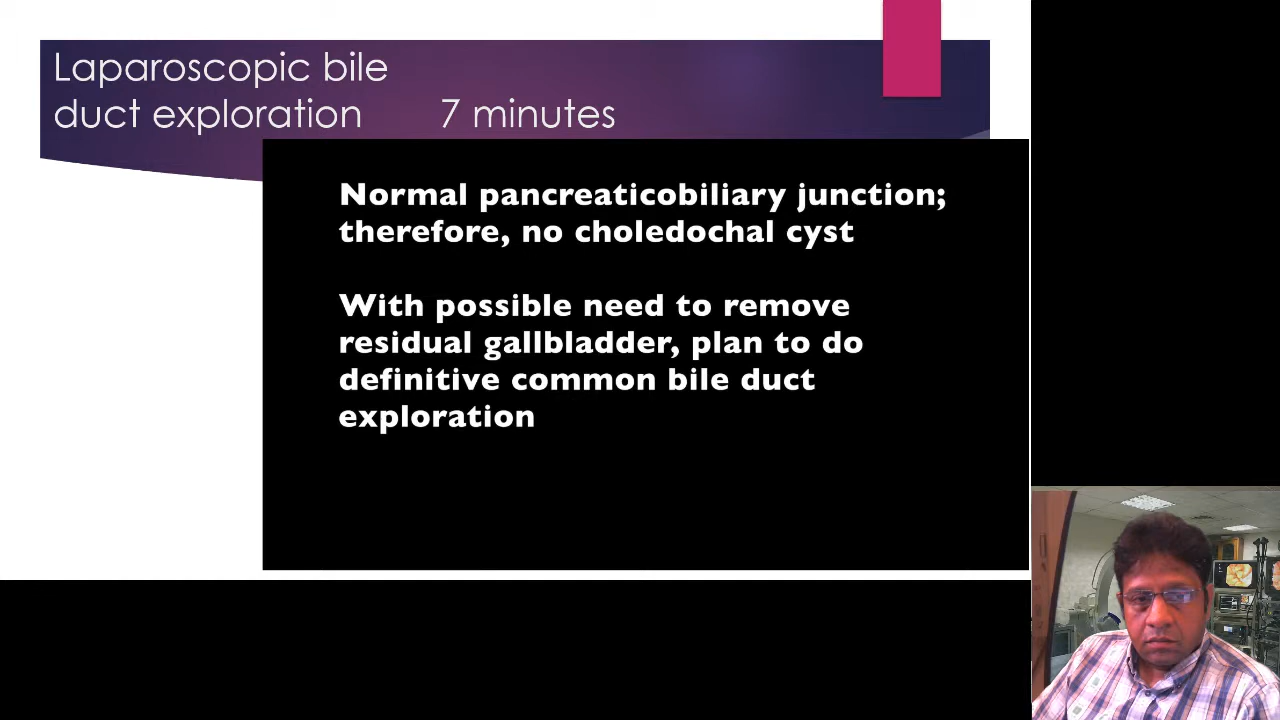 Laparoscopic bile
duct exploration 7 minutes
Normal pancreaticobiliary junction;
therefore, no choledochal cyst
With possible need to remove
residual gallbladder, plan to do
definitive common bile duct
exploration